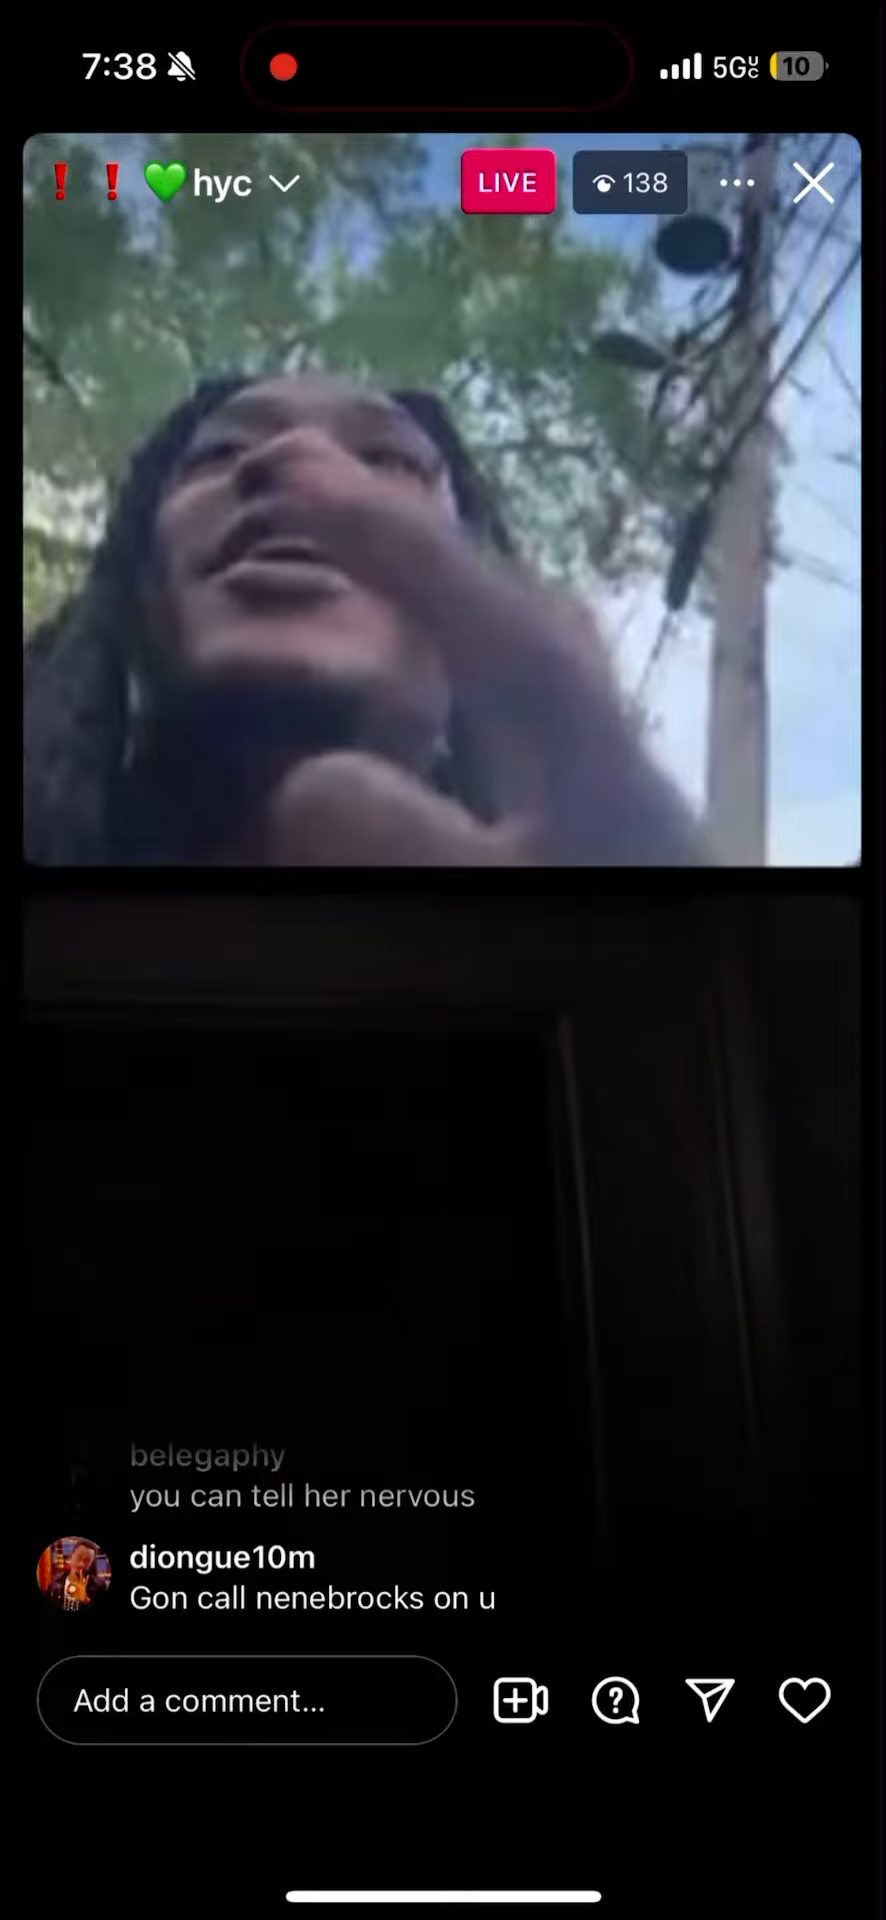 7:38
5G UC
10
❗❗💚hyc
LIVE
138
belegaphy
you can tell her nervous
diongue10m
Gon call nenebrocks on u
Add a comment...